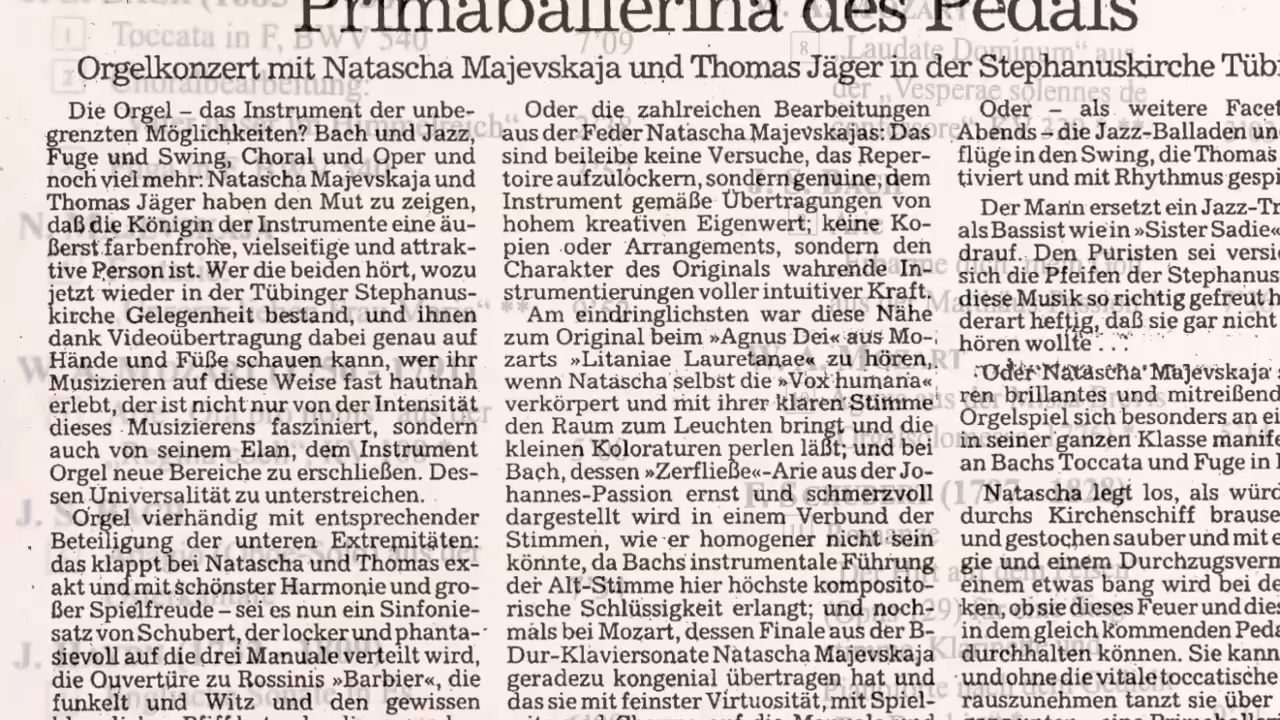 Primaballerina des Pedals
Orgelkonzert mit Natascha Majevskaja und Thomas Jäger in der Stephanuskirche Tüb
Die Orgel – das Instrument der unbe-
grenzten Möglichkeiten? Bach und Jazz,
Fuge und Swing, Choral und Oper und
noch viel mehr: Natascha Majevskaja und
Thomas Jäger haben den Mut zu zeigen,
daß die Königin der Instrumente eine äu-
ßerst farbenfrohe, vielseitige und attrak-
tive Person ist. Wer die beiden hört, wozu
jetzt wieder in der Tübinger Stephanus-
kirche Gelegenheit bestand, und ihnen
dank Videoübertragung dabei genau auf
Hände und Füße schauen kann, wer ihr
Musizieren auf diese Weise fast hautnah
erlebt, der ist nicht nur von der Intensität
dieses Musizierens fasziniert, sondern
auch von seinem Elan, dem Instrument
Orgel neue Bereiche zu erschließen. Des-
sen Universalität zu unterstreichen.
Orgel vierhändig mit entsprechender
Beteiligung der unteren Extremitäten:
das klappt bei Natascha und Thomas ex-
akt und mit schönster Harmonie und gro-
ßer Spielfreude – sei es nun ein Sinfonie-
satz von Schubert, der locker und phanta-
sievoll auf die drei Manuale verteilt wird,
die Ouvertüre zu Rossinis »Barbier«, die
funkelt und Witz und den gewissen
Oder die zahlreichen Bearbeitungen
aus der Feder Natascha Majevskajas: Das
sind beileibe keine Versuche, das Reper-
toire aufzulockern, sondern genuine, dem
Instrument gemäße Übertragungen von
hohem kreativen Eigenwert; keine Ko-
pien oder Arrangements, sondern den
Charakter des Originals wahrende In-
strumentierungen voller intuitiver Kraft.
Am eindringlichsten war diese Nähe
zum Original beim »Agnus Dei« aus Mo-
zarts »Litaniae Lauretanae« zu hören,
wenn Natascha selbst die »Vox humana«
verkörpert und mit ihrer klaren Stimme
den Raum zum Leuchten bringt und die
kleinen Koloraturen perlen läßt; und bei
Bach, dessen »Zerfließe«-Arie aus der Jo-
hannes-Passion ernst und schmerzvoll
dargestellt wird in einem Verbund der
Stimmen, wie er homogener nicht sein
könnte, da Bachs instrumentale Führung
der Alt-Stimme hier höchste komposito-
rische Schlüssigkeit erlangt; und noch-
mals bei Mozart, dessen Finale aus der B-
Dur-Klaviersonate Natascha Majevskaja
geradezu kongenial übertragen hat und
das sie mit feinster Virtuosität, mit Spiel-
Oder – als weitere Facet
Abends – die Jazz-Balladen un
flüge in den Swing, die Thomas
tiviert und mit Rhythmus gespi
Der Mann ersetzt ein Jazz-Tr
als Bassist wie in »Sister Sadie«
drauf. Den Puristen sei versi
sich die Pfeifen der Stephanus
diese Musik so richtig gefreut h
derart heftig, daß sie gar nicht
hören wollte . . .
Oder Natascha Majevskaja
ren brillantes und mitreißend
Orgelspiel sich besonders an ei
in seiner ganzen Klasse manife
an Bachs Toccata und Fuge in
Natascha legt los, als würd
durchs Kirchenschiff brause
und gestochen sauber und mit e
gie und einem Durchzugsverm
einem etwas bang wird bei de
ken, ob sie dieses Feuer und die
in dem gleich kommenden Peda
durchhalten können. Sie kann
und ohne die vitale toccatische
rauszunehmen tanzt sie über